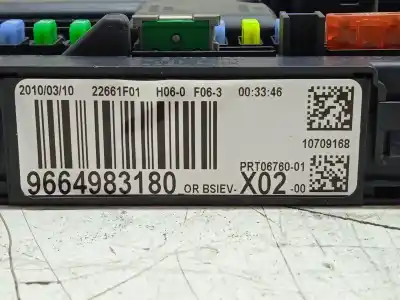 2010/03/10 22661F01 H06-0 F06-3 00:33:46
10709168
PRT06760-01
9664983180 OR BSIEV- X02 -00